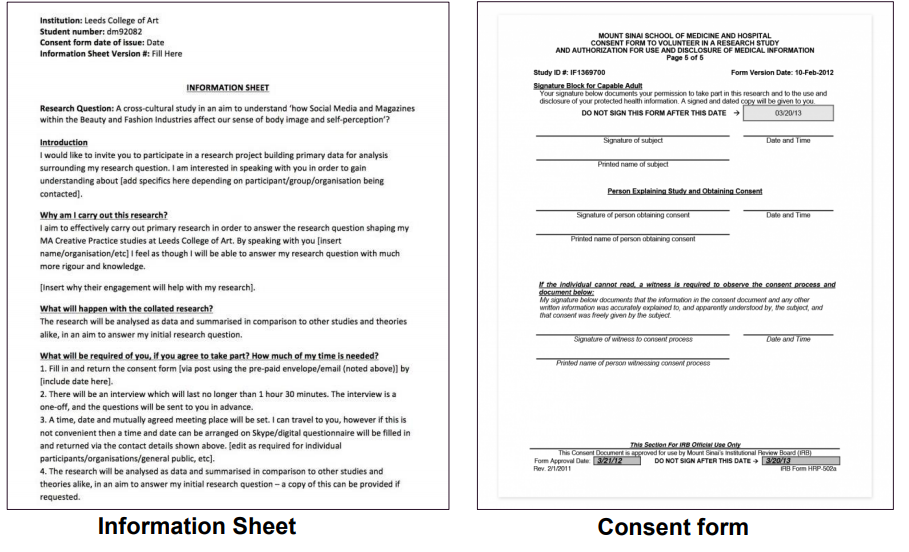 Institution: Leeds College of Art
Student number: dm92082
Consent form date of issue: Date
Information Sheet Version #: Fill Here
INFORMATION SHEET
Research Question: A cross-cultural study in an aim to understand 'how Social Media and Magazines
within the Beauty and Fashion Industries affect our sense of body image and self-perception'?
Introduction
I would like to invite you to participate in a research project building primary data for analysis
surrounding my research question. I am interested in speaking with you in order to gain
understanding about [add specifics here depending on participant/group/organisation being
contacted].
Why am I carry out this research?
I aim to effectively carry out primary research in order to answer the research question shaping my
MA Creative Practice studies at Leeds College of Art. By speaking with you [insert
name/organisation/etc] I feel as though I will be able to answer my research question with much
more rigour and knowledge.
[Insert why their engagement will help with my research].
What will happen with the collated research?
The research will be analysed as data and summarised in comparison to other studies and theories
alike, in an aim to answer my initial research question.
What will be required of you, if you agree to take part? How much of my time is needed?
1. Fill in and return the consent form [via post using the pre-paid envelope/email (noted above)] by
[include date here].
2. There will be an interview which will last no longer than 1 hour 30 minutes. The interview is a
one-off, and the questions will be sent to you in advance.
3. A time, date and mutually agreed meeting place will be set. I can travel to you, however if this is
not convenient then a time and date can be arranged on Skype/digital questionnaire will be filled in
and returned via the contact details shown above. [edit as required for individual
participants/organisations/general public, etc].
4. The research will be analysed as data and summarised in comparison to other studies and
theories alike, in an aim to answer my initial research question – a copy of this can be provided if
requested.
Information Sheet
MOUNT SINAI SCHOOL OF MEDICINE AND HOSPITAL
CONSENT FORM TO VOLUNTEER IN A RESEARCH STUDY
AND AUTHORIZATION FOR USE AND DISCLOSURE OF MEDICAL INFORMATION
Page 5 of 5
Study ID #: IF1369700 Form Version Date: 10-Feb-2012
Signature Block for Capable Adult
Your signature below documents your permission to take part in this research and to the use and
disclosure of your protected health information. A signed and dated copy will be given to you.
DO NOT SIGN THIS FORM AFTER THIS DATE → 03/20/13
Signature of subject Date and Time
Printed name of subject
Person Explaining Study and Obtaining Consent
Signature of person obtaining consent Date and Time
Printed name of person obtaining consent
If the individual cannot read, a witness is required to observe the consent process and
document below:
My signature below documents that the information in the consent document and any other
written information was accurately explained to, and apparently understood by, the subject, and
that consent was freely given by the subject.
Signature of witness to consent process Date and Time
Printed name of person witnessing consent process
This Section For IRB Official Use Only
This Consent Document is approved for use by Mount Sinai's Institutional Review Board (IRB)
Form Approval Date: 3/21/12 DO NOT SIGN AFTER THIS DATE → 3/20/13
Rev. 2/1/2011 IRB Form HRP-502a
Consent form